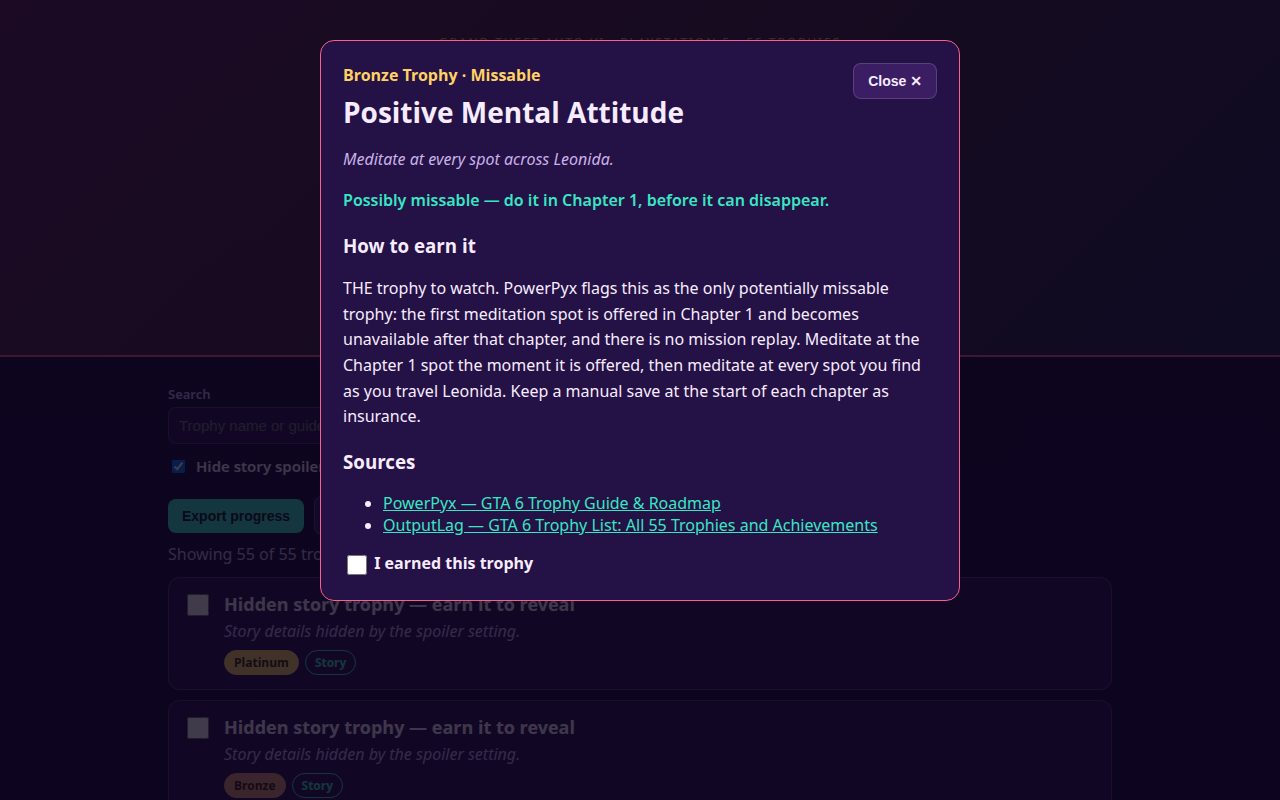 Bronze Trophy · Missable
Close ✕
Positive Mental Attitude
Meditate at every spot across Leonida.
Possibly missable — do it in Chapter 1, before it can disappear.
How to earn it
THE trophy to watch. PowerPyx flags this as the only potentially missable
trophy: the first meditation spot is offered in Chapter 1 and becomes
unavailable after that chapter, and there is no mission replay. Meditate at the
Chapter 1 spot the moment it is offered, then meditate at every spot you find
as you travel Leonida. Keep a manual save at the start of each chapter as
insurance.
Sources
PowerPyx — GTA 6 Trophy Guide & Roadmap
OutputLag — GTA 6 Trophy List: All 55 Trophies and Achievements
I earned this trophy
Search
Trophy name or guide
Hide story spoiler
Export progress
Showing 55 of 55
Hidden story trophy — earn it to reveal
Story details hidden by the spoiler setting.
Platinum
Story
Hidden story trophy — earn it to reveal
Story details hidden by the spoiler setting.
Bronze
Story